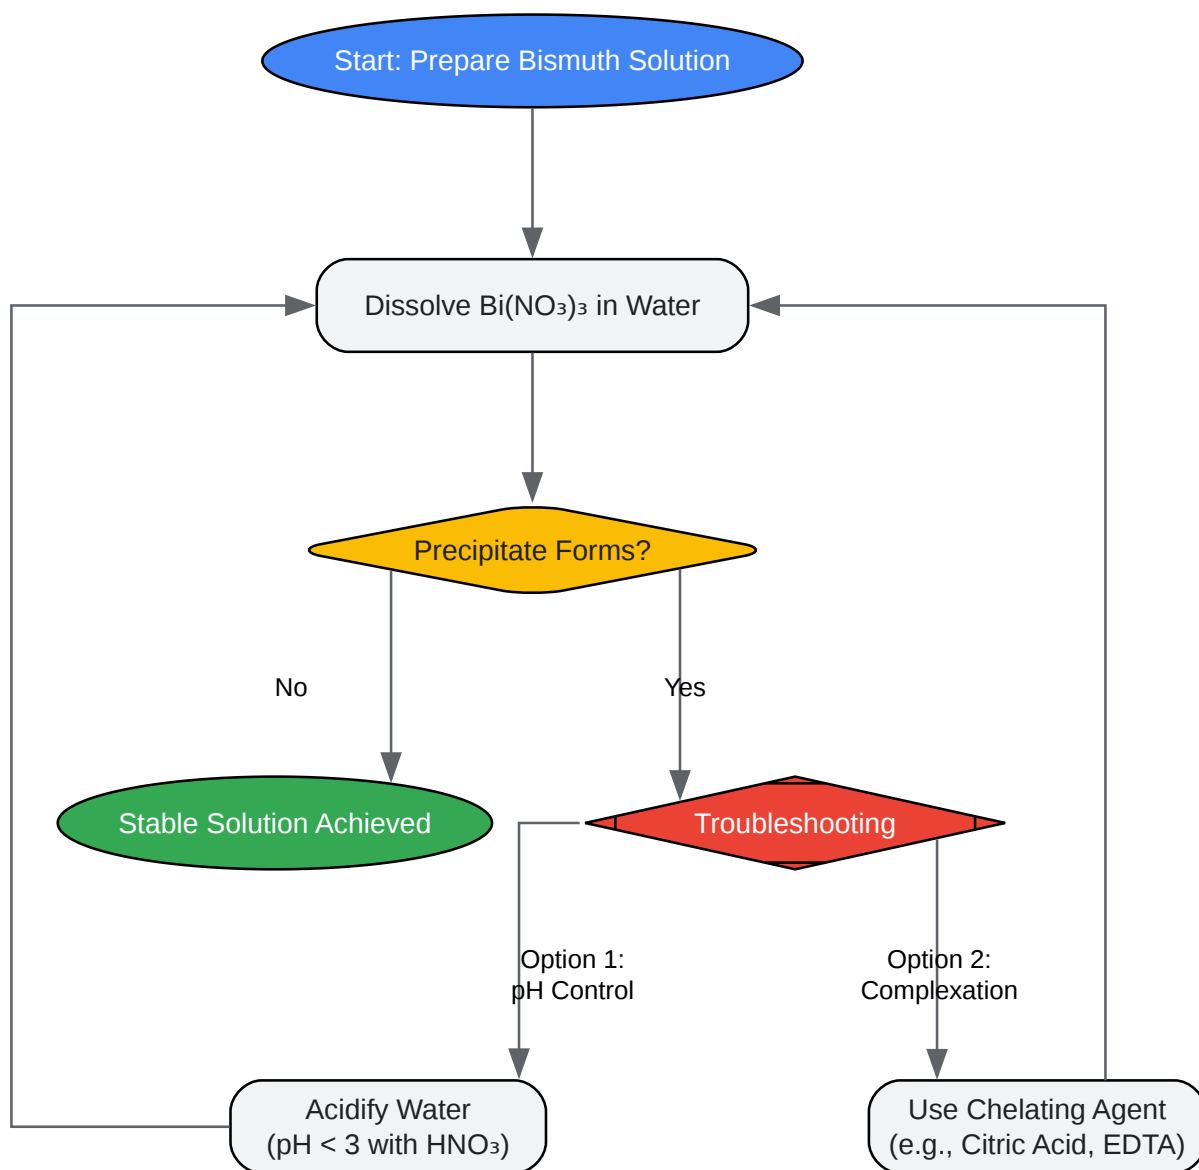 Start: Prepare Bismuth Solution
Dissolve Bi(NO₃)₃ in Water
Precipitate Forms?
No
Yes
Stable Solution Achieved
Troubleshooting
Option 1:
pH Control
Option 2:
Complexation
Acidify Water
(pH < 3 with HNO₃)
Use Chelating Agent
(e.g., Citric Acid, EDTA)